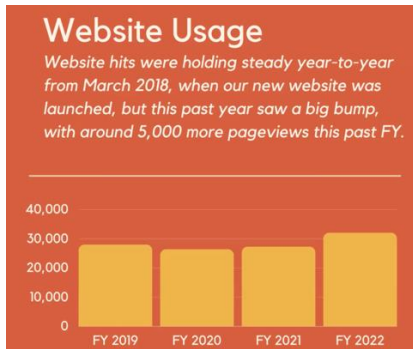 Website Usage
Website hits were holding steady year-to-year
from March 2018, when our new website was
launched, but this past year saw a big bump,
with around 5,000 more pageviews this past FY.
40,000
30,000
20,000
10,000
0
FY 2019 FY 2020 FY 2021 FY 2022